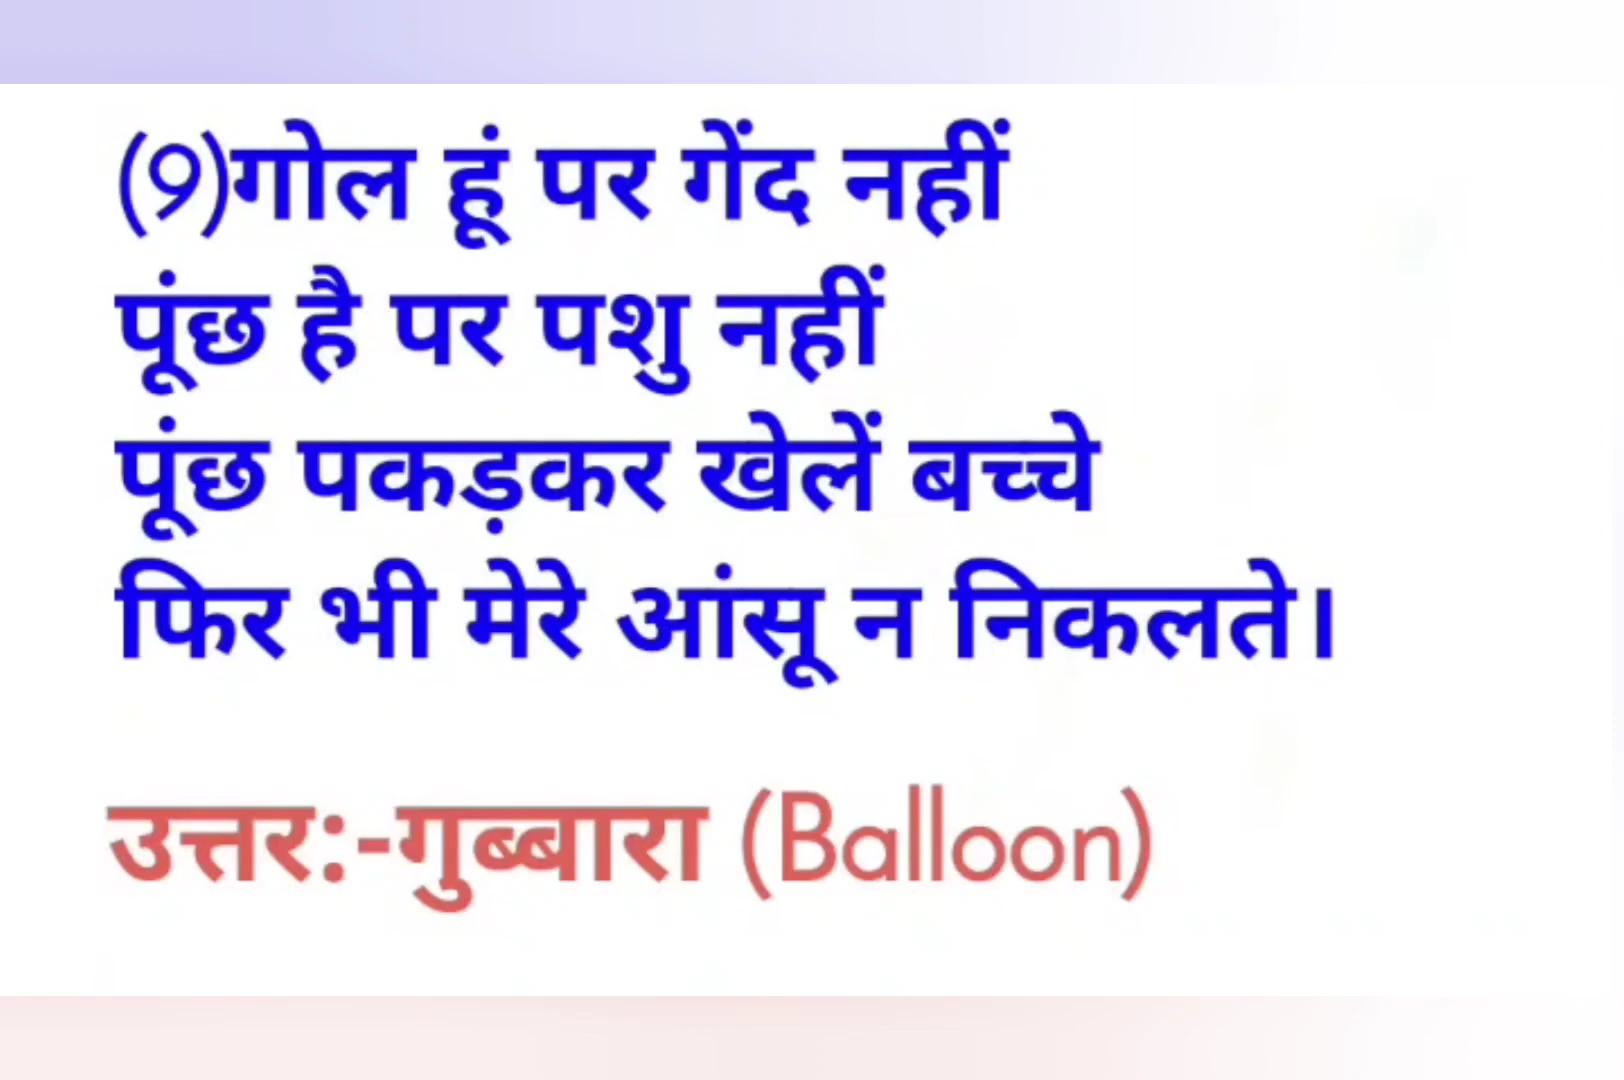 (9)गोल हूं पर गेंद नहीं
पूंछ है पर पशु नहीं
पूंछ पकड़कर खेलें बच्चे
फिर भी मेरे आंसू न निकलते।
उत्तर:-गुब्बारा (Balloon)